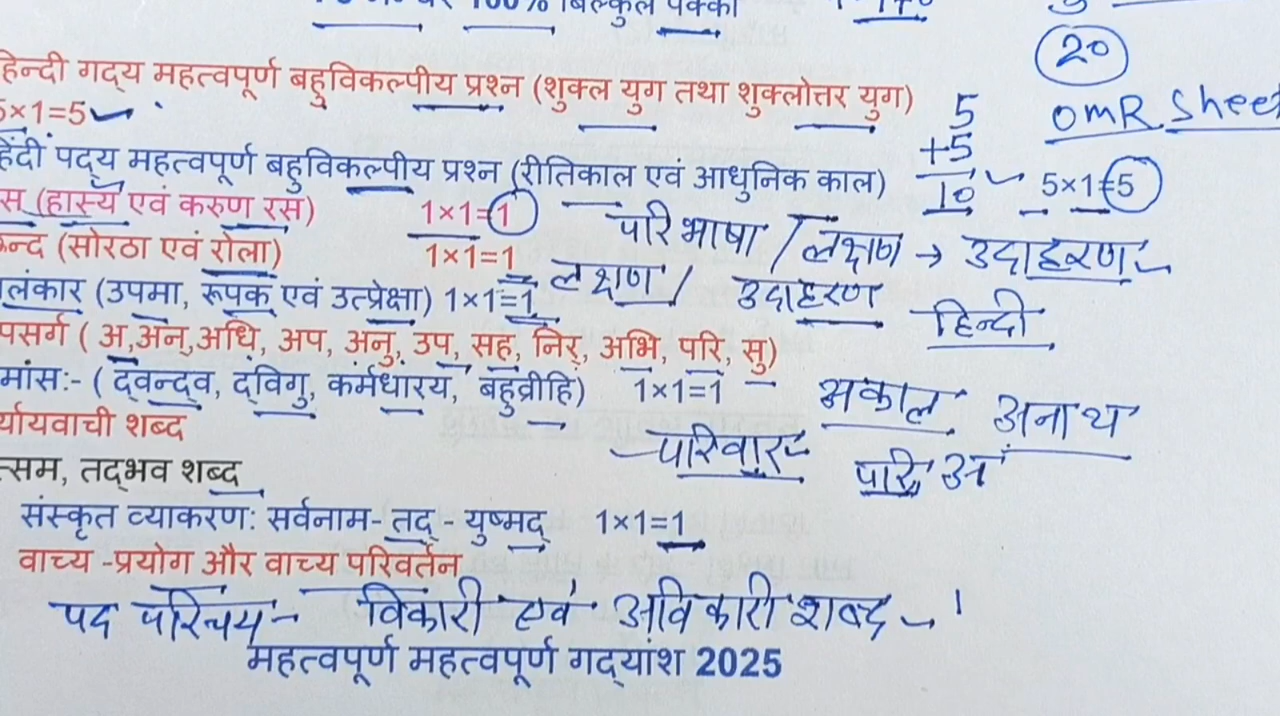 100% बिल्कुल पक्का
20
हिन्दी गद्य महत्वपूर्ण बहुविकल्पीय प्रश्न (शुक्ल युग तथा शुक्लोत्तर युग)
5×1=5
5
+5
10
OMR Sheet
हिंदी पद्य महत्वपूर्ण बहुविकल्पीय प्रश्न (रीतिकाल एवं आधुनिक काल)
5×1=5
स (हास्य एवं करुण रस) 1×1=1
परिभाषा / लक्षण → उदाहरण
न्द (सोरठा एवं रोला) 1×1=1
लक्षण / उदाहरण
लंकार (उपमा, रूपक एवं उत्प्रेक्षा) 1×1=1
हिन्दी
पसर्ग ( अ,अन,अधि, अप, अनु, उप, सह, निर्, अभि, परि, सु)
मांस:- ( द्वन्द्व, द्विगु, कर्मधारय, बहुव्रीहि) 1×1=1
अकाल अनाथ
र्यायवाची शब्द
परिवार
परि
त्सम, तद्भव शब्द
संस्कृत व्याकरण: सर्वनाम- तद् - युष्मद् 1×1=1
वाच्य -प्रयोग और वाच्य परिवर्तन
पद परिचय - विकारी एवं अविकारी शब्द
महत्वपूर्ण महत्वपूर्ण गद्यांश 2025